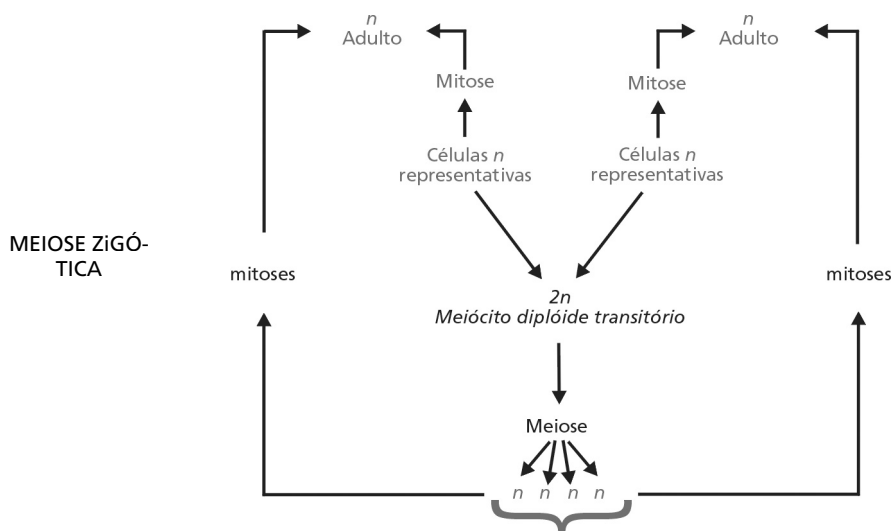 n
Adulto
n
Adulto
Mitose
Mitose
Células n
representativas
Células n
representativas
MEIOSE ZiGÓ-
TICA
mitoses
mitoses
2n
Meiócito diplóide transitório
Meiose
n n n n